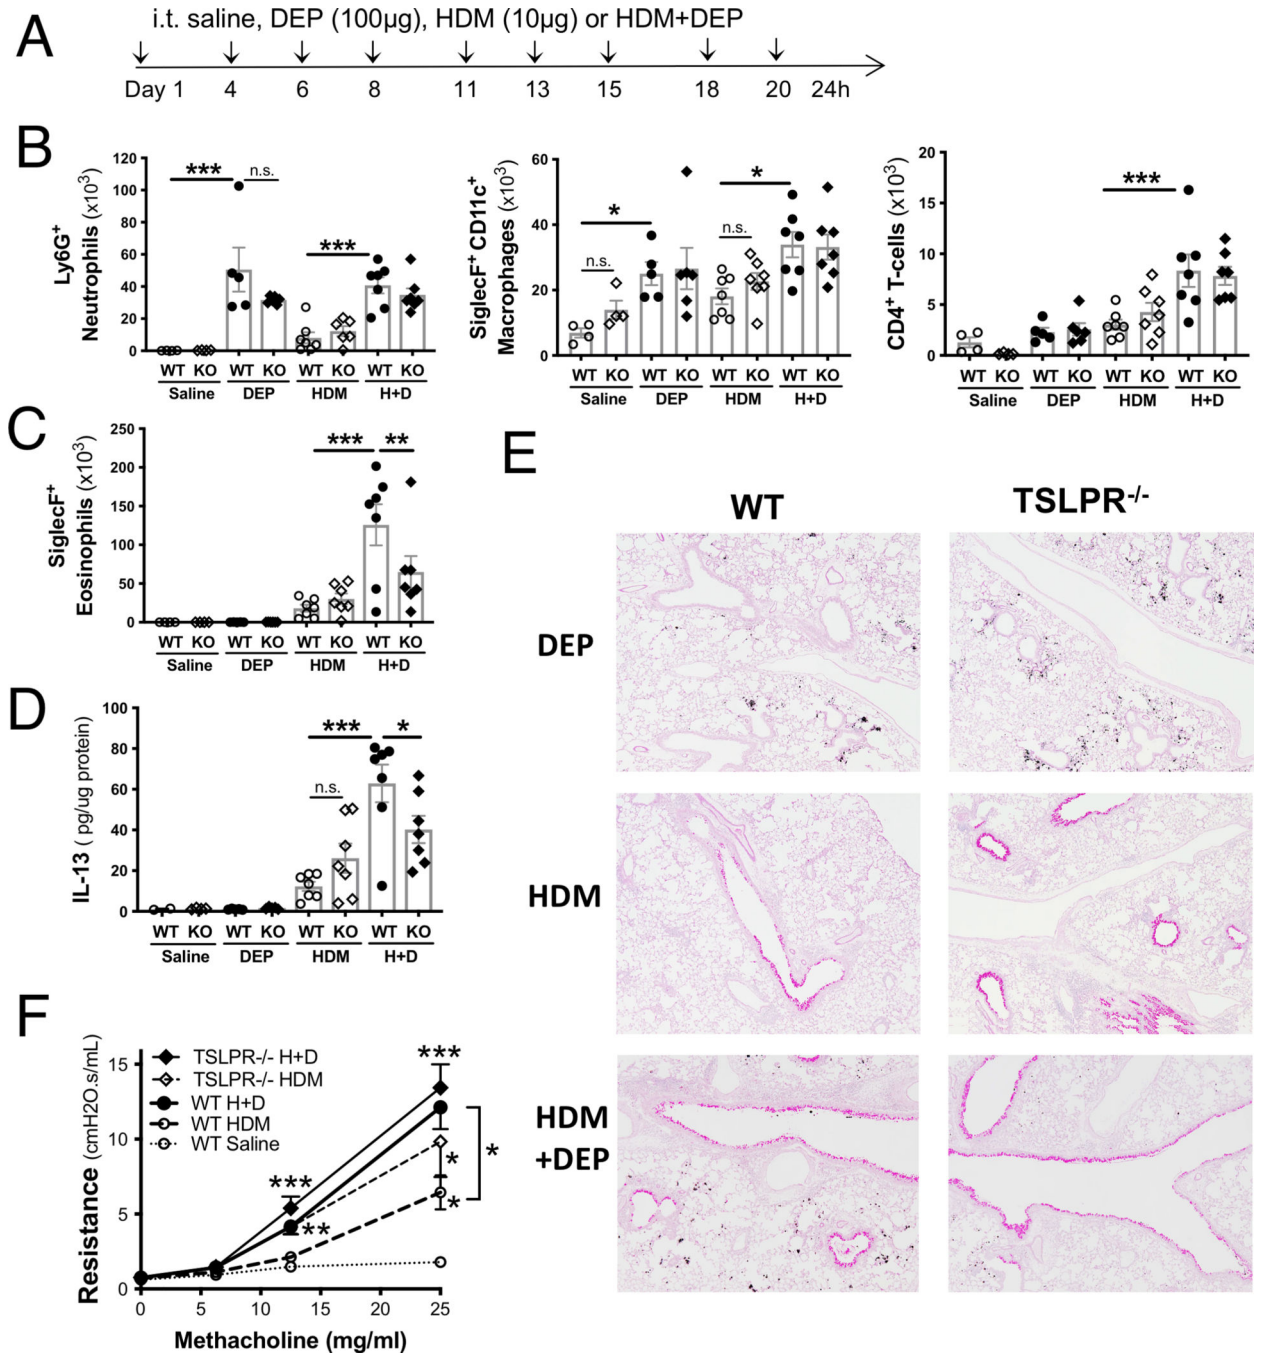 A
i.t. saline, DEP (100µg), HDM (10µg) or HDM+DEP
Day 1 4 6 8 11 13 15 18 20 24h
B
Ly6G+
Neutrophils (x10³)
120
100
80
60
40
20
0
*** n.s. ***
WT KO WT KO WT KO WT KO
Saline DEP HDM H+D
SiglecF+ CD11c+
Macrophages (x10³)
60
40
20
0
n.s. * n.s. *
WT KO WT KO WT KO WT KO
Saline DEP HDM H+D
CD4+ T-cells (x10³)
20
15
10
5
0
***
WT KO WT KO WT KO WT KO
Saline DEP HDM H+D
C
SiglecF+
Eosinophils (x10³)
250
200
150
100
50
0
*** **
WT KO WT KO WT KO WT KO
Saline DEP HDM H+D
D
IL-13 ( pg/ug protein)
100
80
60
40
20
0
n.s. *** *
WT KO WT KO WT KO WT KO
Saline DEP HDM H+D
E
WT TSLPR-/-
DEP
HDM
HDM
+DEP
F
Resistance (cmH2O.s/mL)
15
10
5
0
TSLPR-/- H+D
TSLPR-/- HDM
WT H+D
WT HDM
WT Saline
***
***
**
*
*
*
0 5 10 15 20 25
Methacholine (mg/ml)